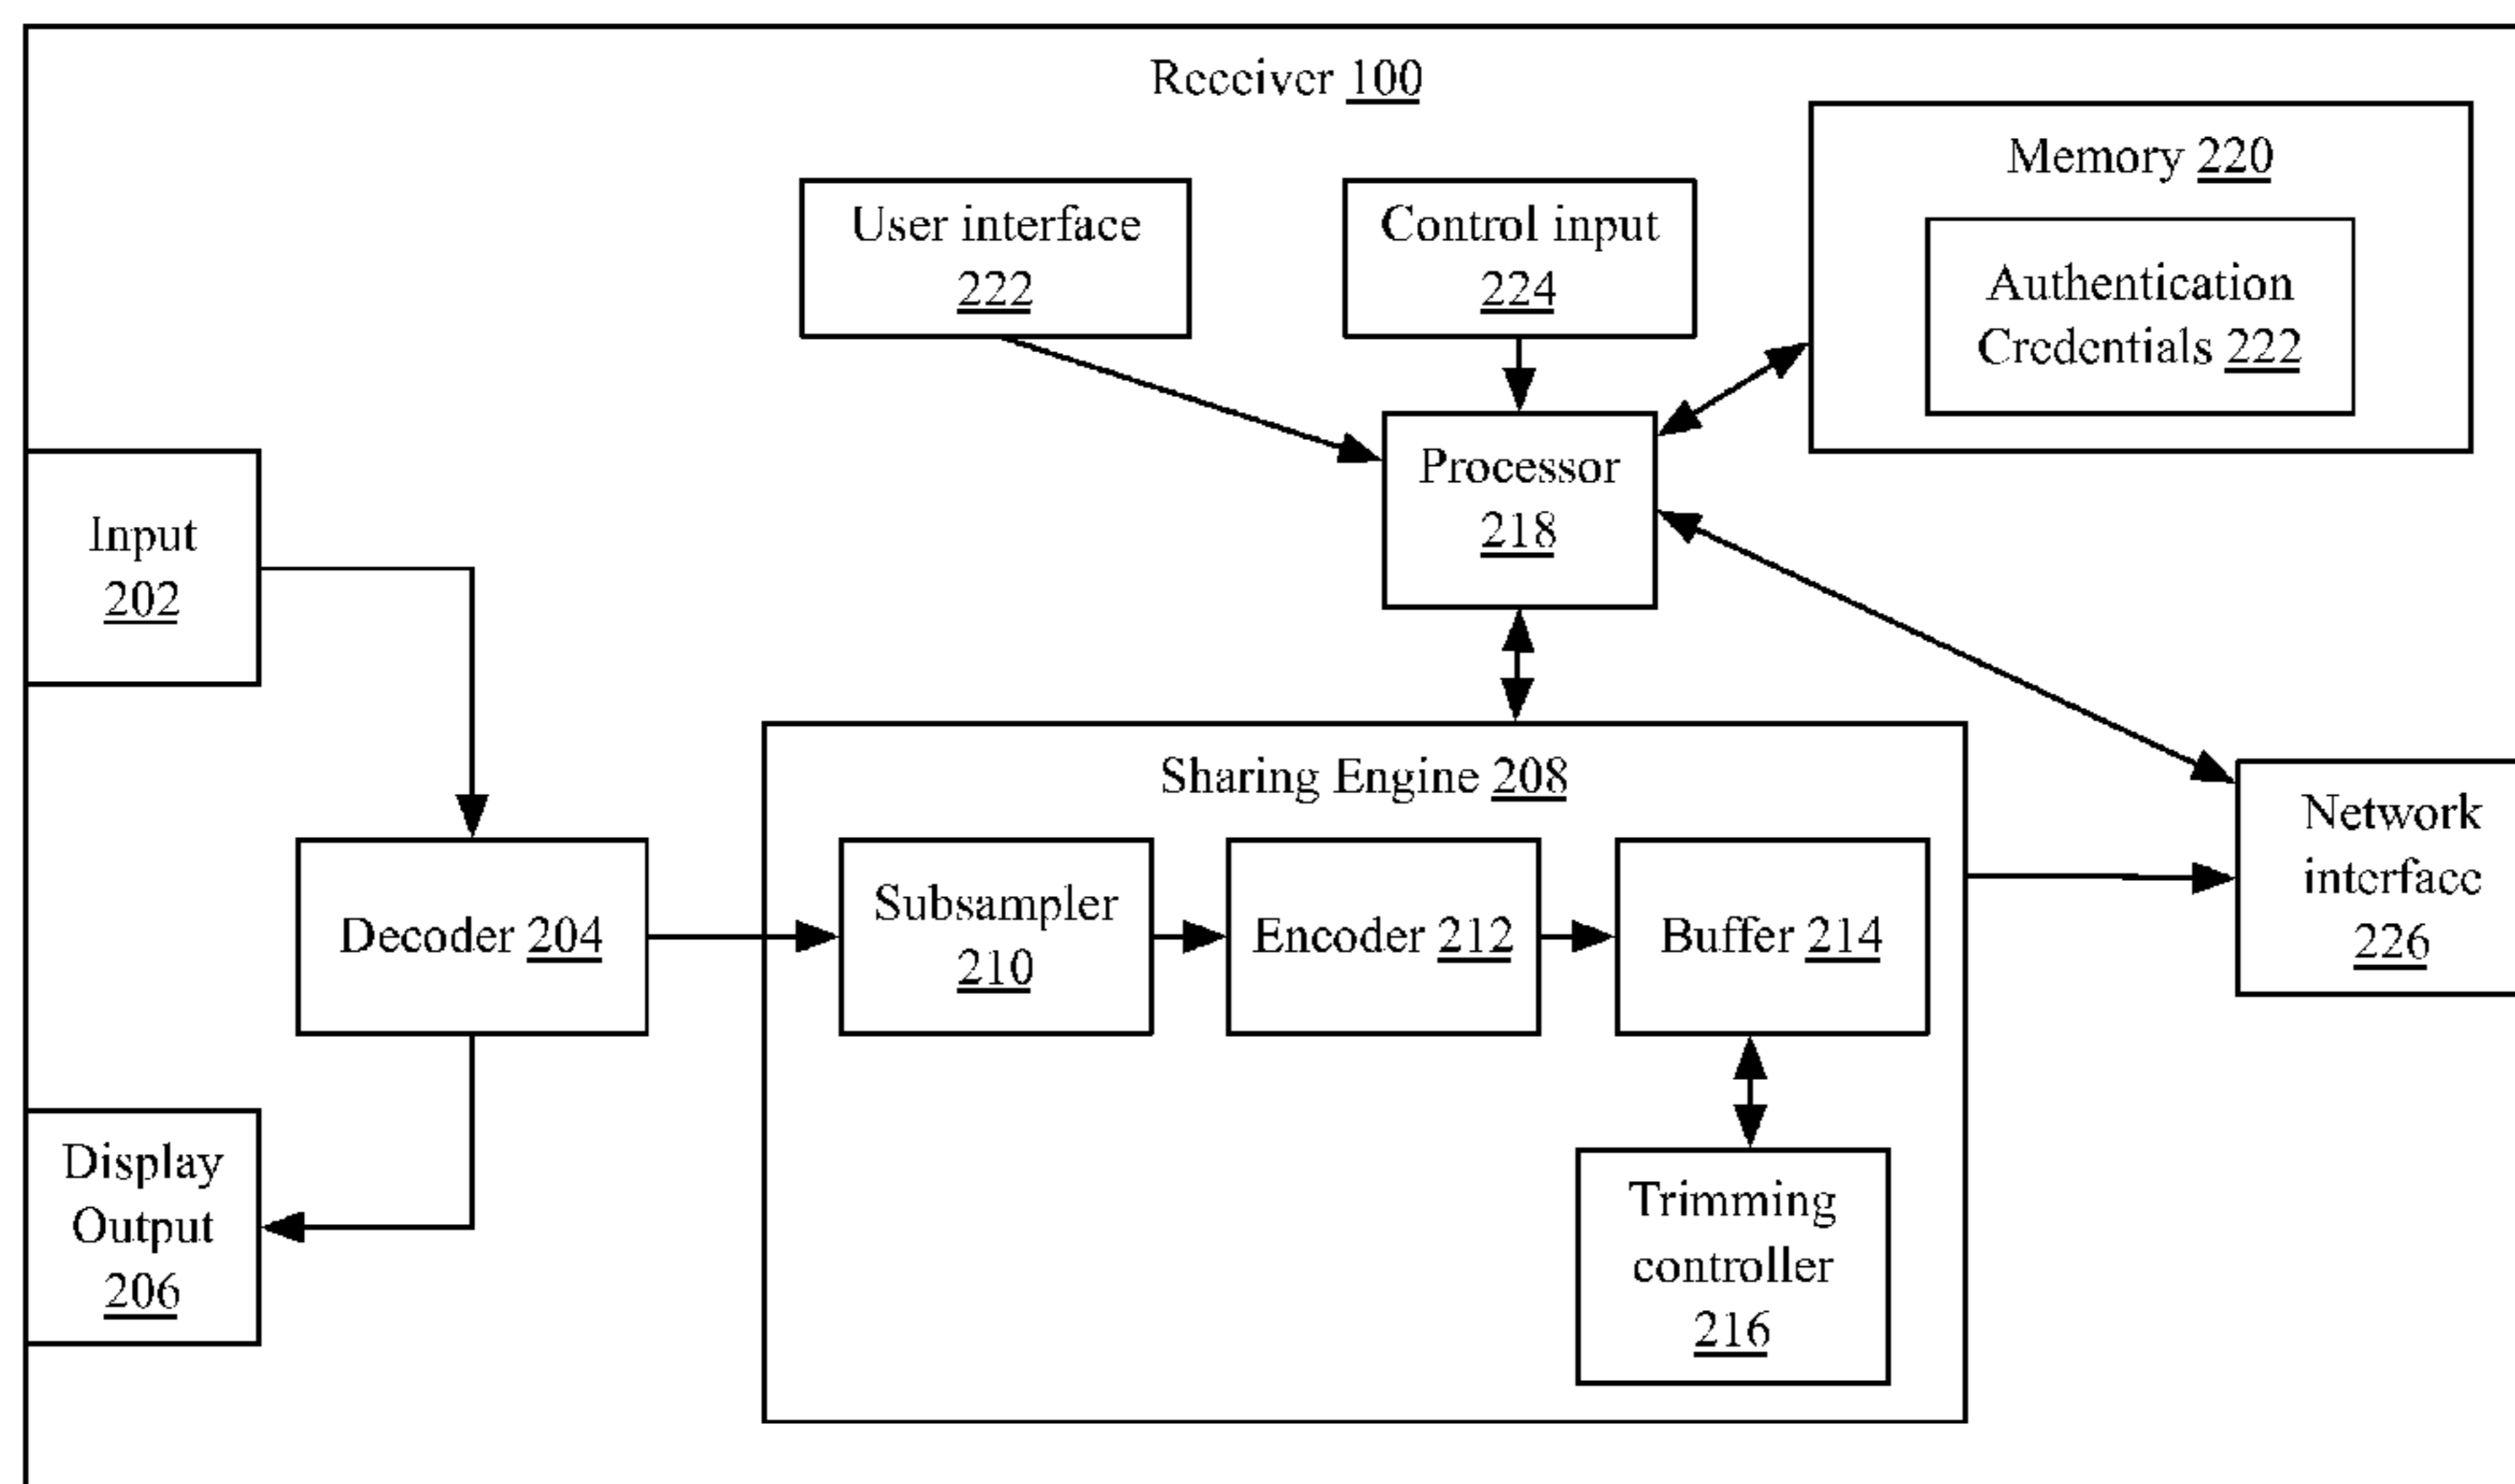 Receiver 100
Memory 220
User interface
222
Control input
224
Authentication
Credentials 222
Processor
218
Input
202
Sharing Engine 208
Network
interface
226
Decoder 204
Subsampler
210
Encoder 212
Buffer 214
Display
Output
206
Trimming
controller
216